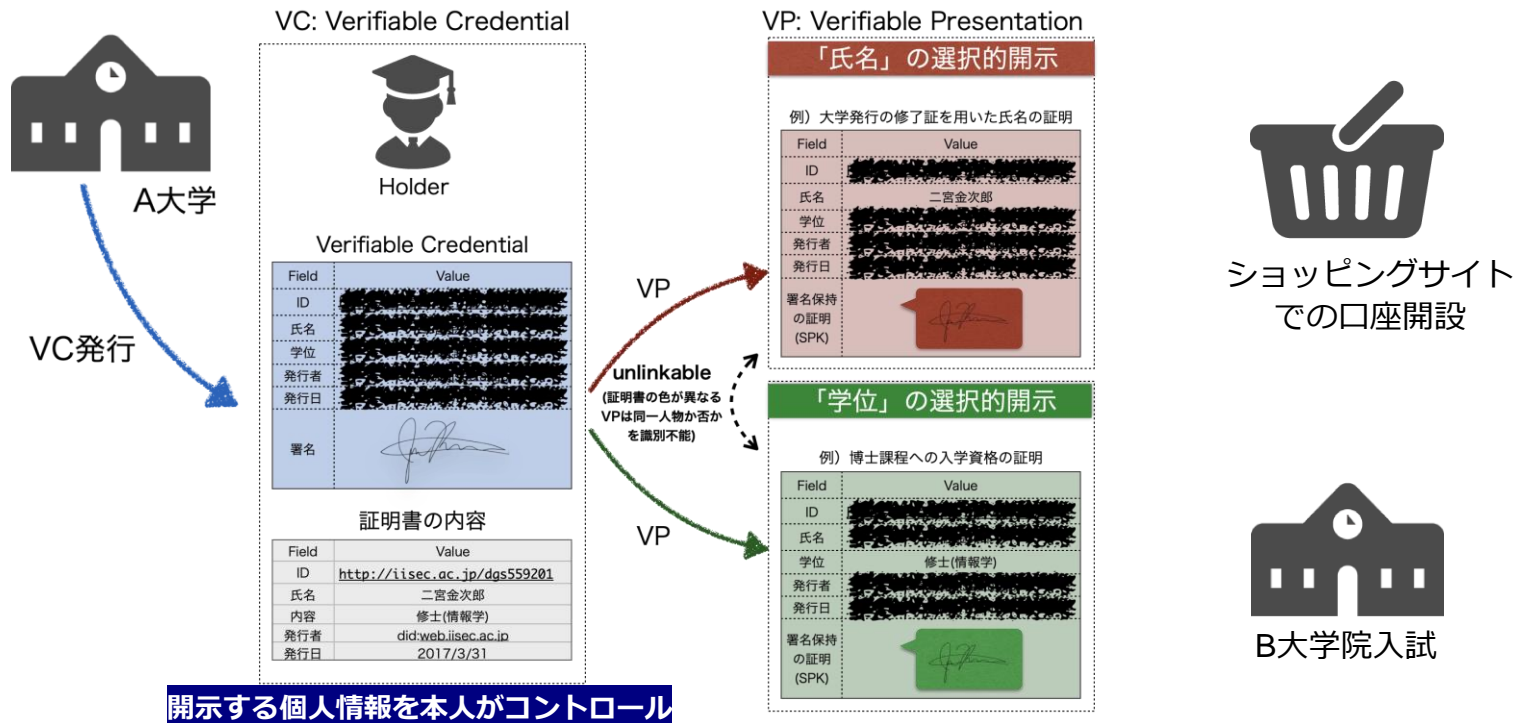 VC: Verifiable Credential
VP: Verifiable Presentation
A大学
VC発行
Holder
Verifiable Credential
Field Value
ID
氏名
学位
発行者
発行日
署名
証明書の内容
Field Value
ID http://iisec.ac.jp/dgs559201
氏名 二宮金次郎
内容 修士(情報学)
発行者 did:web.iisec.ac.jp
発行日 2017/3/31
開示する個人情報を本人がコントロール
VP
unlinkable
(証明書の色が異なる
VPは同一人物か否か
を識別不能)
VP
「氏名」の選択的開示
例）大学発行の修了証を用いた氏名の証明
Field Value
ID
氏名 二宮金次郎
学位
発行者
発行日
署名保持
の証明
(SPK)
「学位」の選択的開示
例）博士課程への入学資格の証明
Field Value
ID
氏名
学位 修士(情報学)
発行者
発行日
署名保持
の証明
(SPK)
ショッピングサイト
での口座開設
B大学院入試